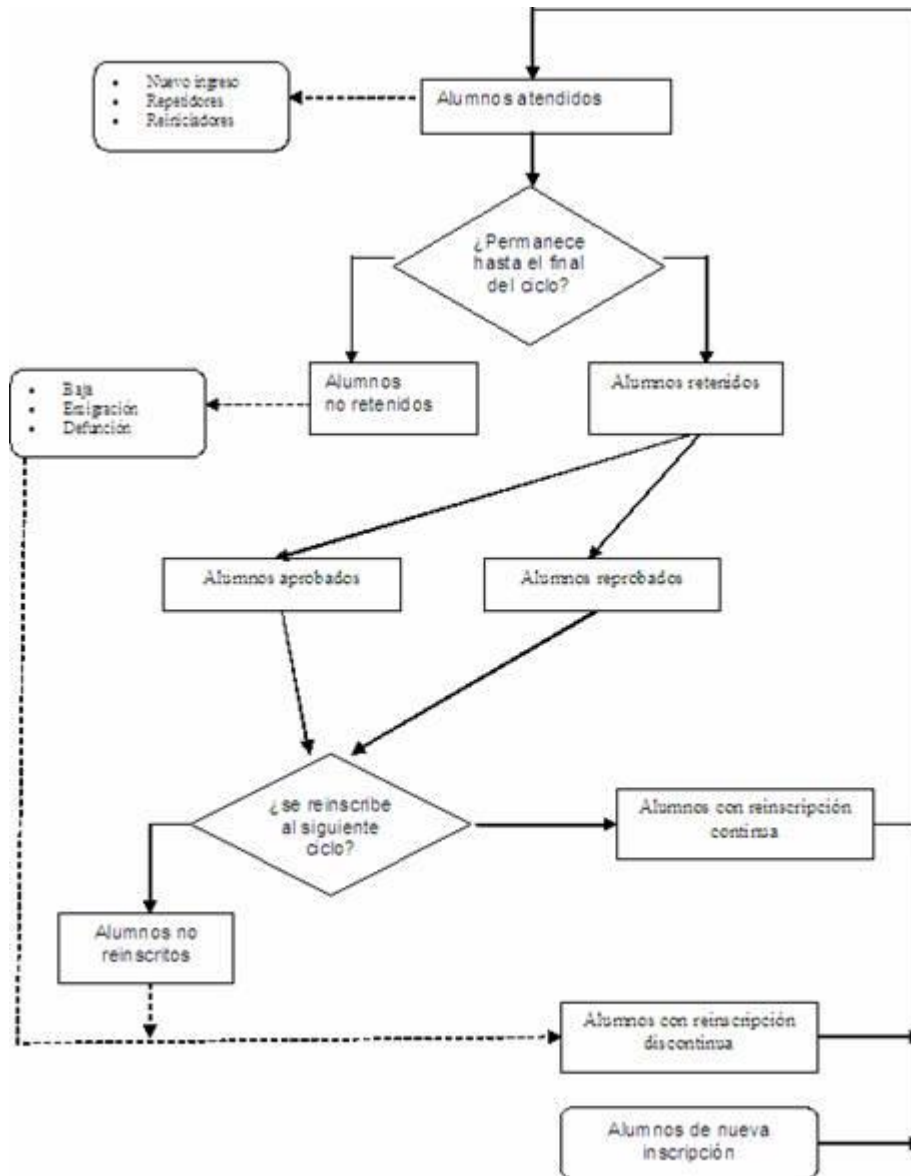 • Nuevo ingreso
• Repetidores
• Reiniciadores
Alumnos atendidos
¿Permanece
hasta el final
del ciclo?
• Baja
• Emigración
• Defunción
Alumnos
no retenidos
Alumnos retenidos
Alumnos aprobados
Alumnos reprobados
¿se reinscribe
al siguiente
ciclo?
Alumnos con reinscripción
continua
Alumnos no
reinscritos
Alumnos con reinscripción
discontinua
Alumnos de nueva
inscripción